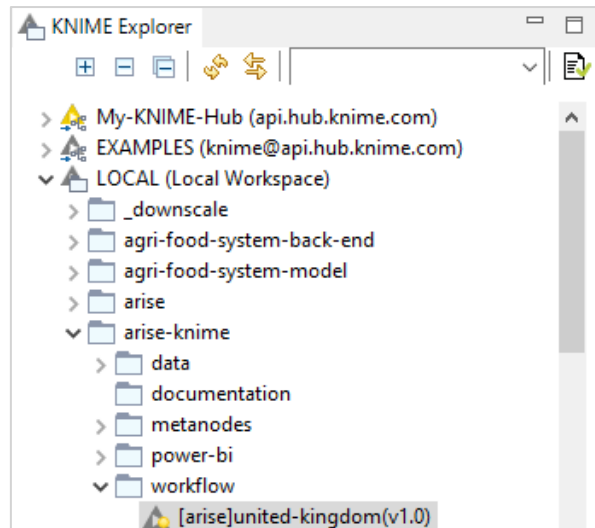 KNIME Explorer
My-KNIME-Hub (api.hub.knime.com)
EXAMPLES (knime@api.hub.knime.com)
LOCAL (Local Workspace)
_downscale
agri-food-system-back-end
agri-food-system-model
arise
arise-knime
data
documentation
metanodes
power-bi
workflow
[arise]united-kingdom(v1.0)